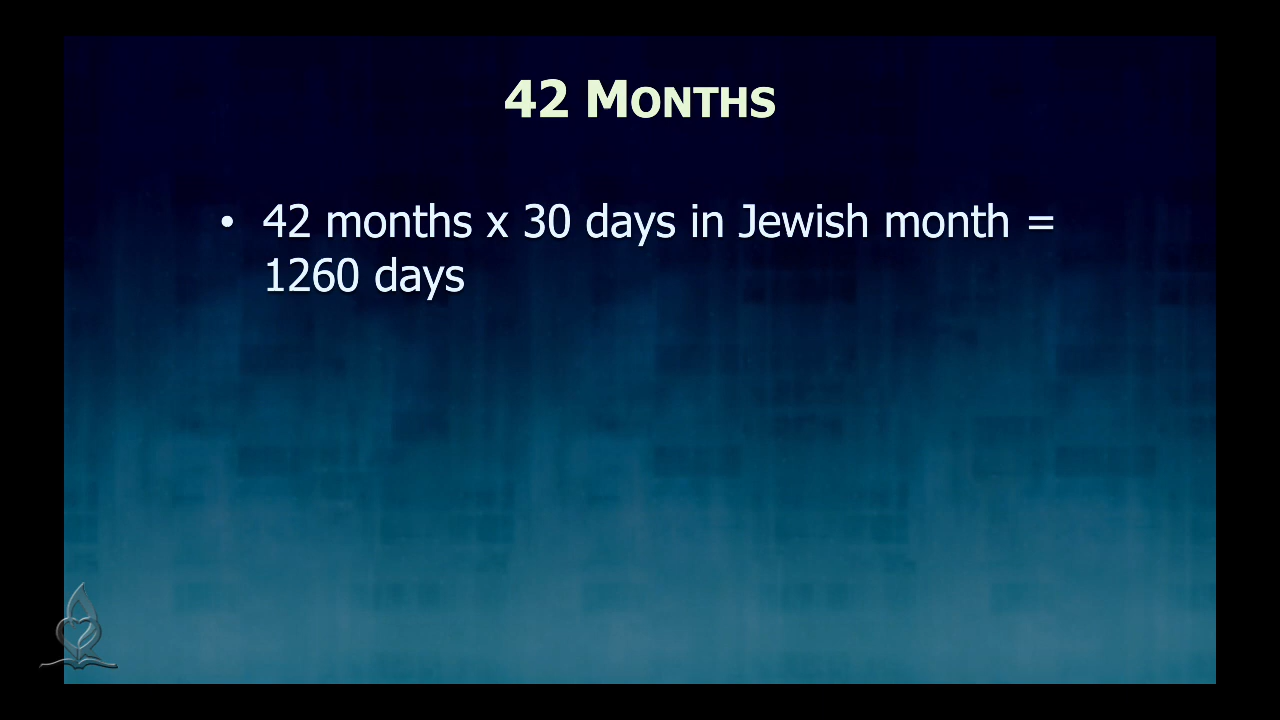 42 MONTHS
• 42 months x 30 days in Jewish month =
1260 days